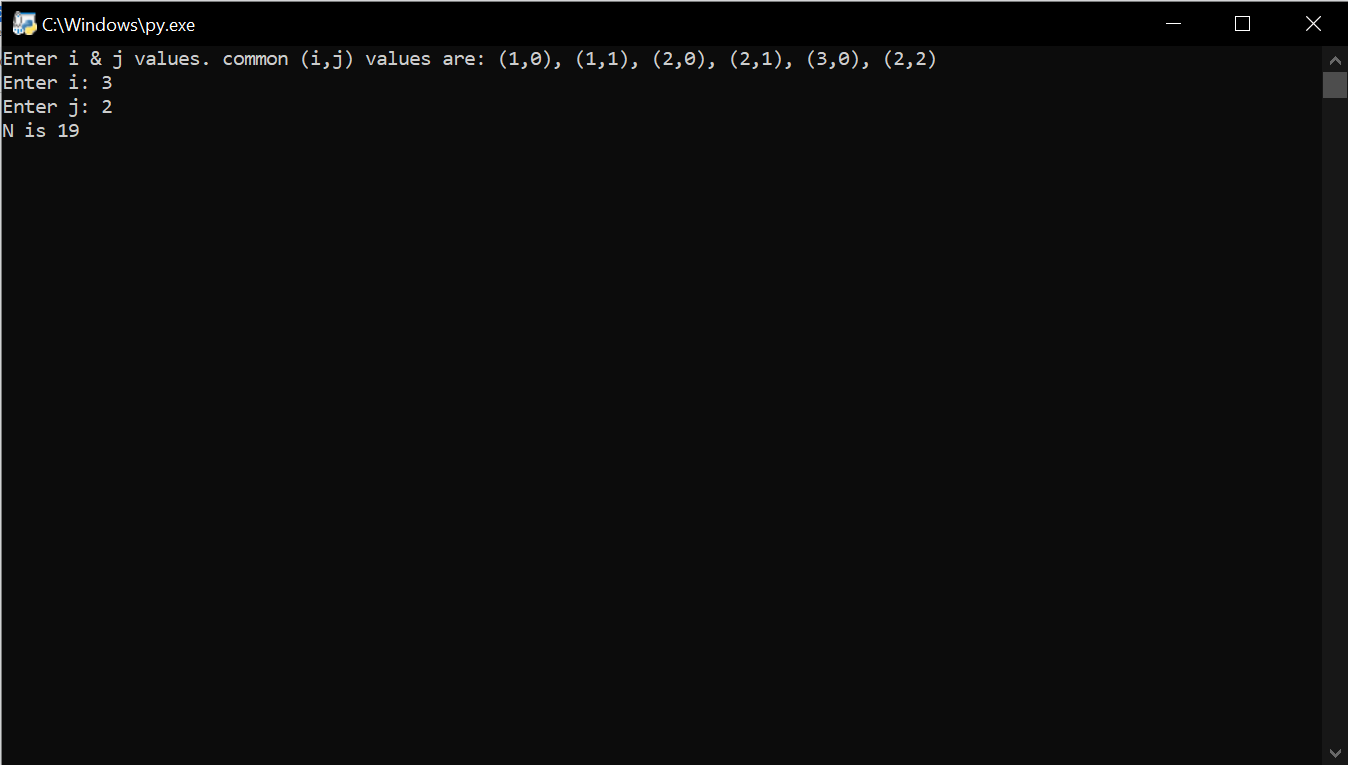 C:\Windows\py.exe
Enter i & j values. common (i,j) values are: (1,0), (1,1), (2,0), (2,1), (3,0), (2,2)
Enter i: 3
Enter j: 2
N is 19